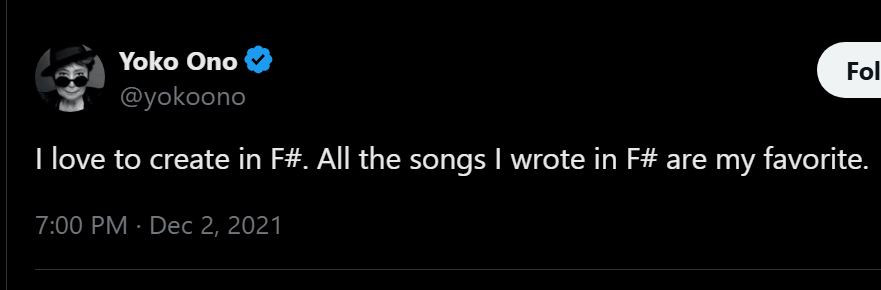 Yoko Ono
@yokoono
Fol
I love to create in F#. All the songs I wrote in F# are my favorite.
7:00 PM · Dec 2, 2021